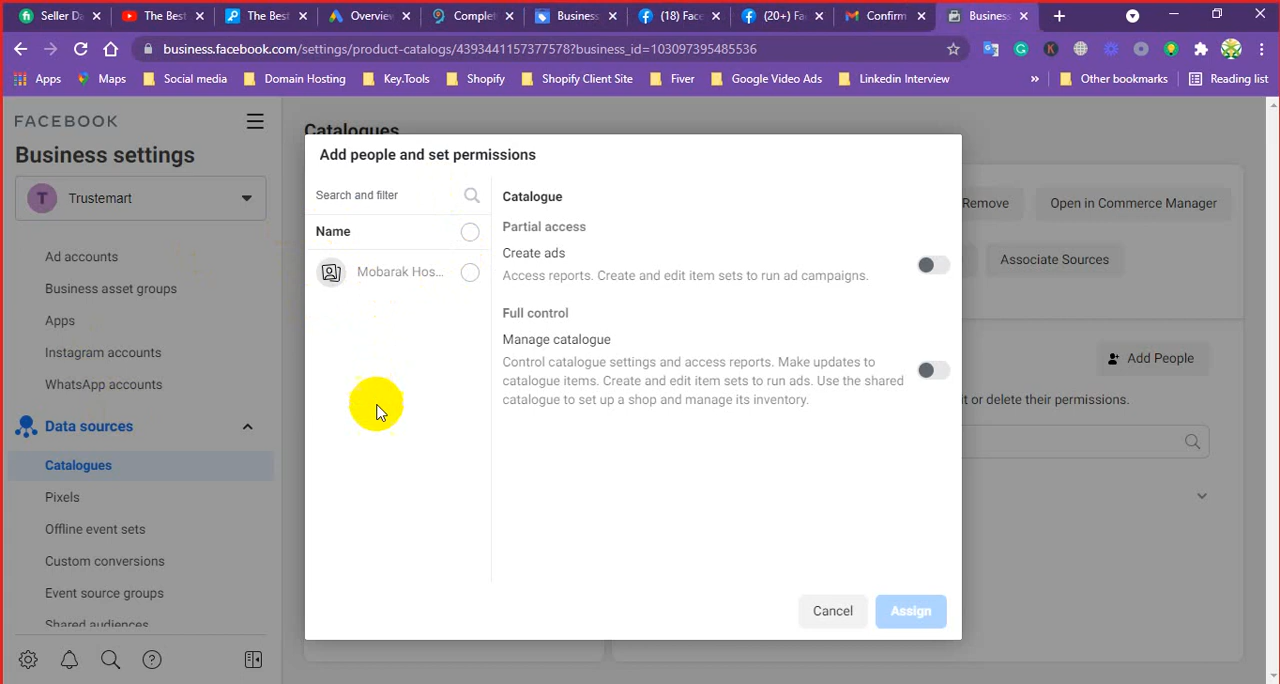 Seller Da
The Best
The Best
Overview
Complet
Business
(18) Face
(20+) Fa
Confirm
Business
business.facebook.com/settings/product-catalogs/4393441157377578?business_id=103097395485536
Apps
Maps
Social media
Domain Hosting
Key.Tools
Shopify
Shopify Client Site
Fiver
Google Video Ads
Linkedin Interview
»
Other bookmarks
Reading list
FACEBOOK
Business settings
T Trustemart
Ad accounts
Business asset groups
Apps
Instagram accounts
WhatsApp accounts
Data sources
Catalogues
Pixels
Offline event sets
Custom conversions
Event source groups
Shared audiences
Catalogues
Remove
Open in Commerce Manager
Associate Sources
Add People
it or delete their permissions.
Add people and set permissions
Search and filter
Name
Mobarak Hos...
Catalogue
Partial access
Create ads
Access reports. Create and edit item sets to run ad campaigns.
Full control
Manage catalogue
Control catalogue settings and access reports. Make updates to
catalogue items. Create and edit item sets to run ads. Use the shared
catalogue to set up a shop and manage its inventory.
Cancel
Assign